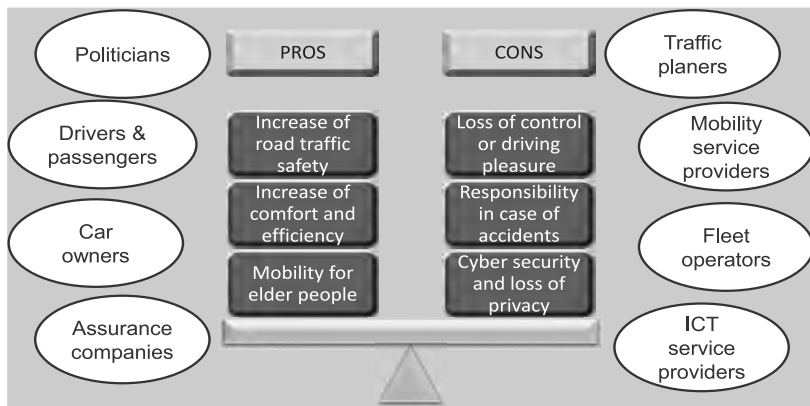 Politicians
Drivers &
passengers
Car
owners
Assurance
companies
PROS
Increase of
road traffic
safety
Increase of
comfort and
efficiency
Mobility for
elder people
CONS
Loss of control
or driving
pleasure
Responsibility
in case of
accidents
Cyber security
and loss of
privacy
Traffic
planers
Mobility
service
providers
Fleet
operators
ICT
service
providers